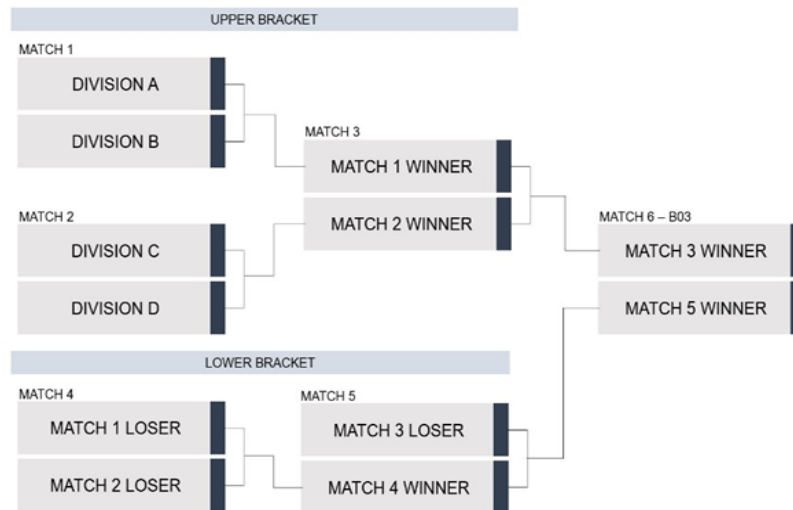 UPPER BRACKET
MATCH 1
DIVISION A
DIVISION B
MATCH 2
DIVISION C
DIVISION D
MATCH 3
MATCH 1 WINNER
MATCH 2 WINNER
MATCH 6 – B03
MATCH 3 WINNER
MATCH 5 WINNER
LOWER BRACKET
MATCH 4
MATCH 1 LOSER
MATCH 2 LOSER
MATCH 5
MATCH 3 LOSER
MATCH 4 WINNER